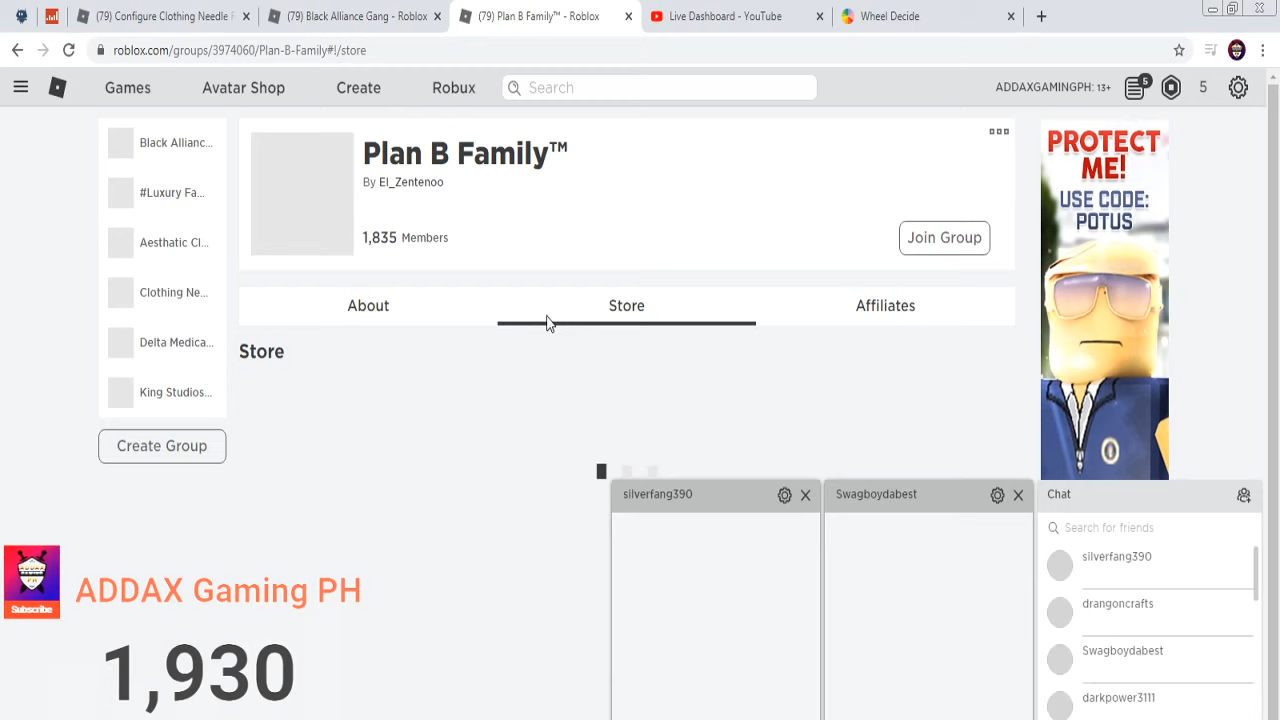 (79) Configure Clothing Needle F
(79) Black Alliance Gang - Roblox
(79) Plan B Family™ - Roblox
Live Dashboard - YouTube
Wheel Decide
roblox.com/groups/3974060/Plan-B-Family#!/store
Games
Avatar Shop
Create
Robux
Search
ADDAXGAMINGPH: 13+
5
5
Black Allianc...
#Luxury Fa...
Aesthatic Cl...
Clothing Ne...
Delta Medica...
King Studios...
Create Group
Plan B Family™
By El_Zentenoo
1,835 Members
Join Group
About
Store
Affiliates
Store
PROTECT
ME!
USE CODE:
POTUS
silverfang390
Swagboydabest
Chat
Search for friends
silverfang390
drangoncrafts
Swagboydabest
darkpower3111
ADDAX Gaming PH
Subscribe
1,930